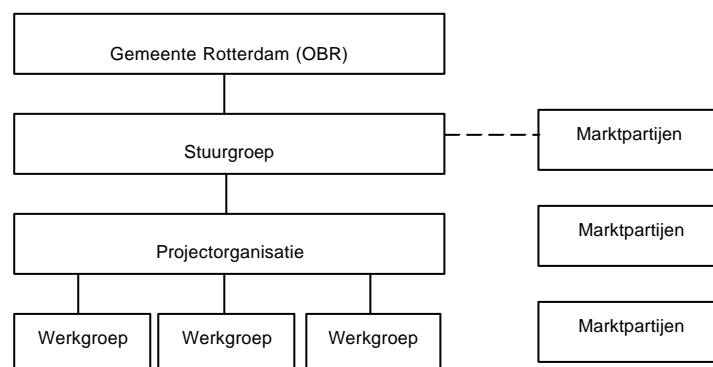 Gemeente Rotterdam (OBR)
Stuurgroep
Marktpartijen
Marktpartijen
Projectorganisatie
Werkgroep Werkgroep Werkgroep
Marktpartijen